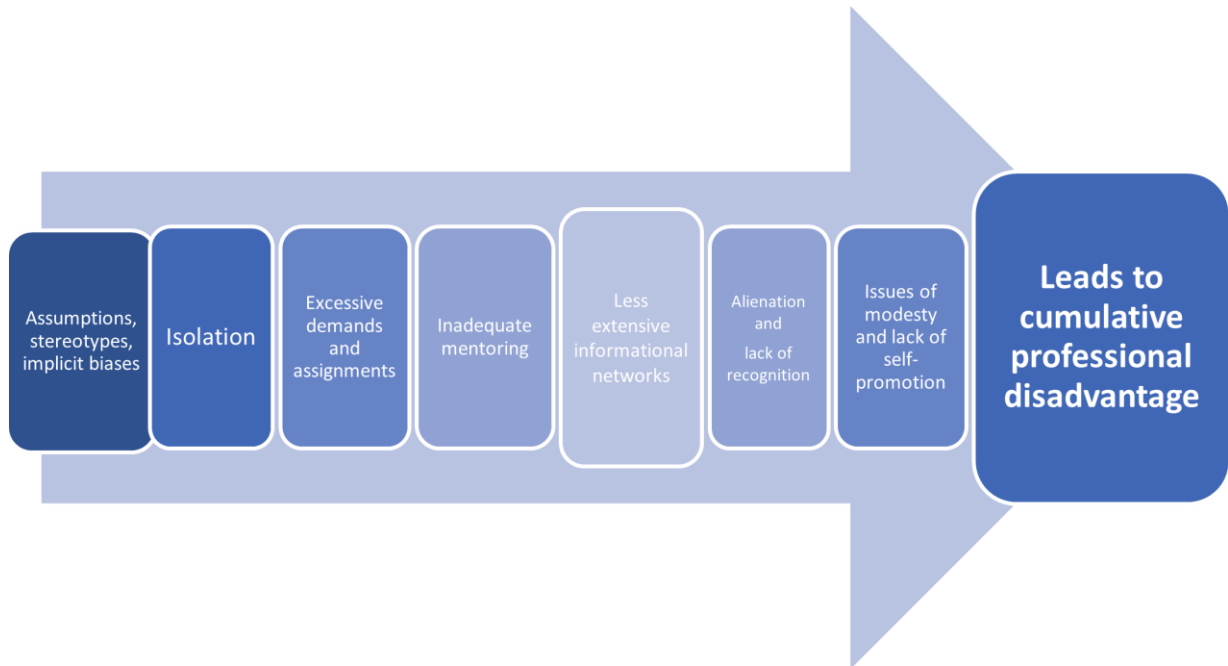 Assumptions,
stereotypes,
implicit biases
Isolation
Excessive
demands
and
assignments
Inadequate
mentoring
Less
extensive
informational
networks
Alienation
and
lack of
recognition
Issues of
modesty
and lack of
self-
promotion
Leads to
cumulative
professional
disadvantage